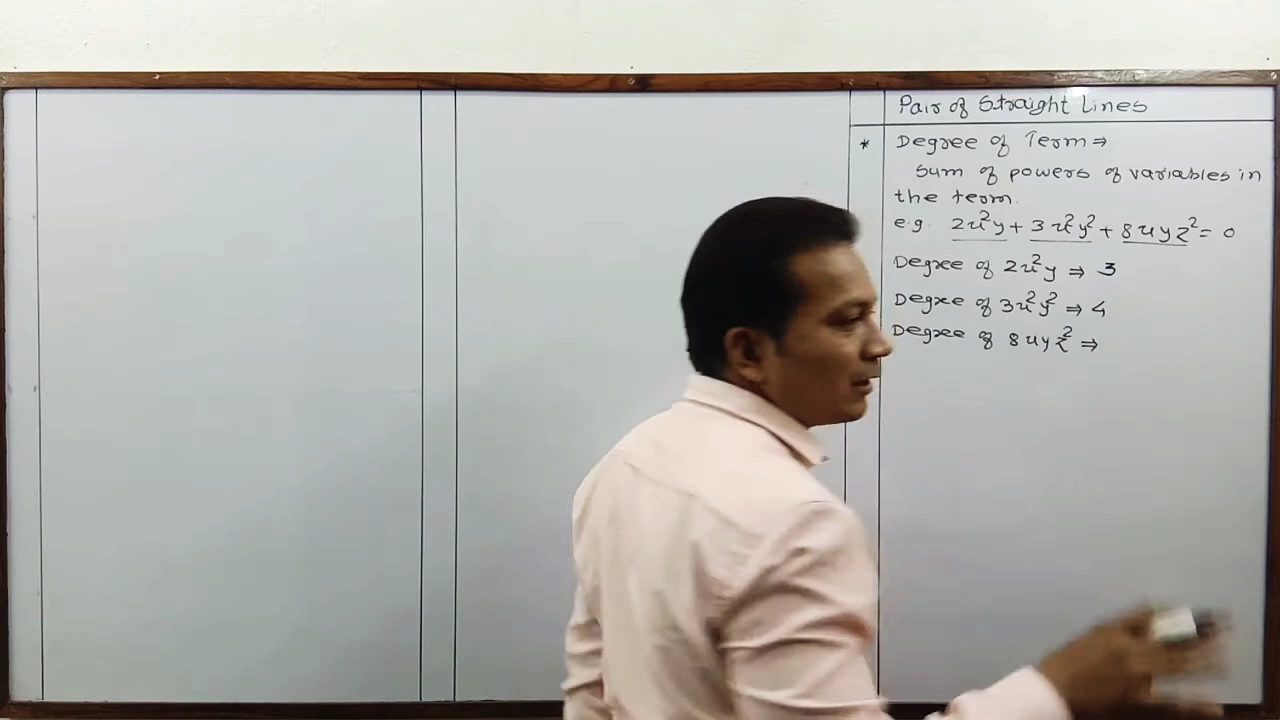 Pair of Straight Lines
* Degree of Term ⇒
Sum of powers of variables in
the term.
e.g. 2x²y + 3x²y² + 8xyz² = 0
Degree of 2x²y ⇒ 3
Degree of 3x²y² ⇒ 4
Degree of 8xyz² ⇒